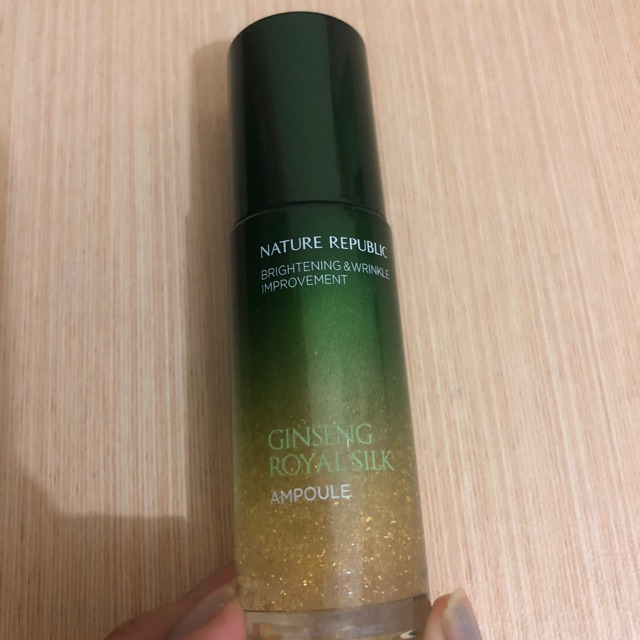 NATURE REPUBLIC
BRIGHTENING & WRINKLE
IMPROVEMENT
GINSENG
ROYAL SILK
AMPOULE